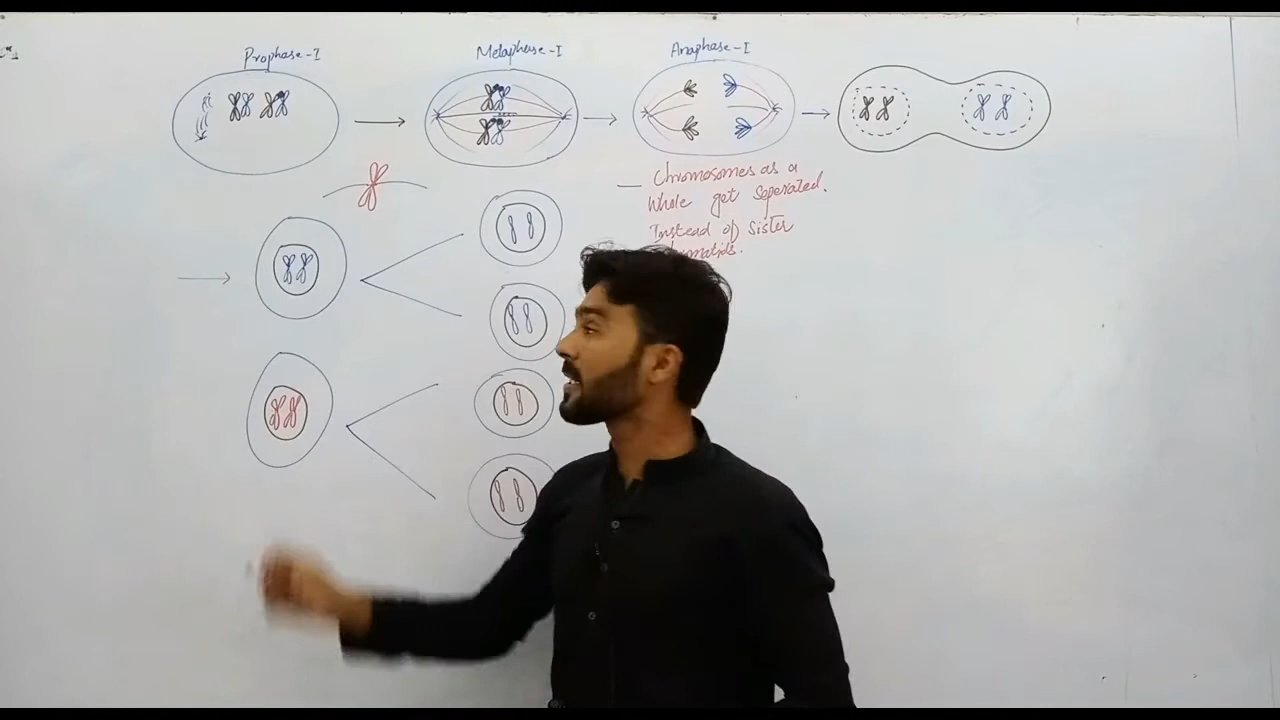 Prophase-I
Metaphase-I
Anaphase-I
— Chromosomes as a
Whole get Seperated.
Instead of Sister